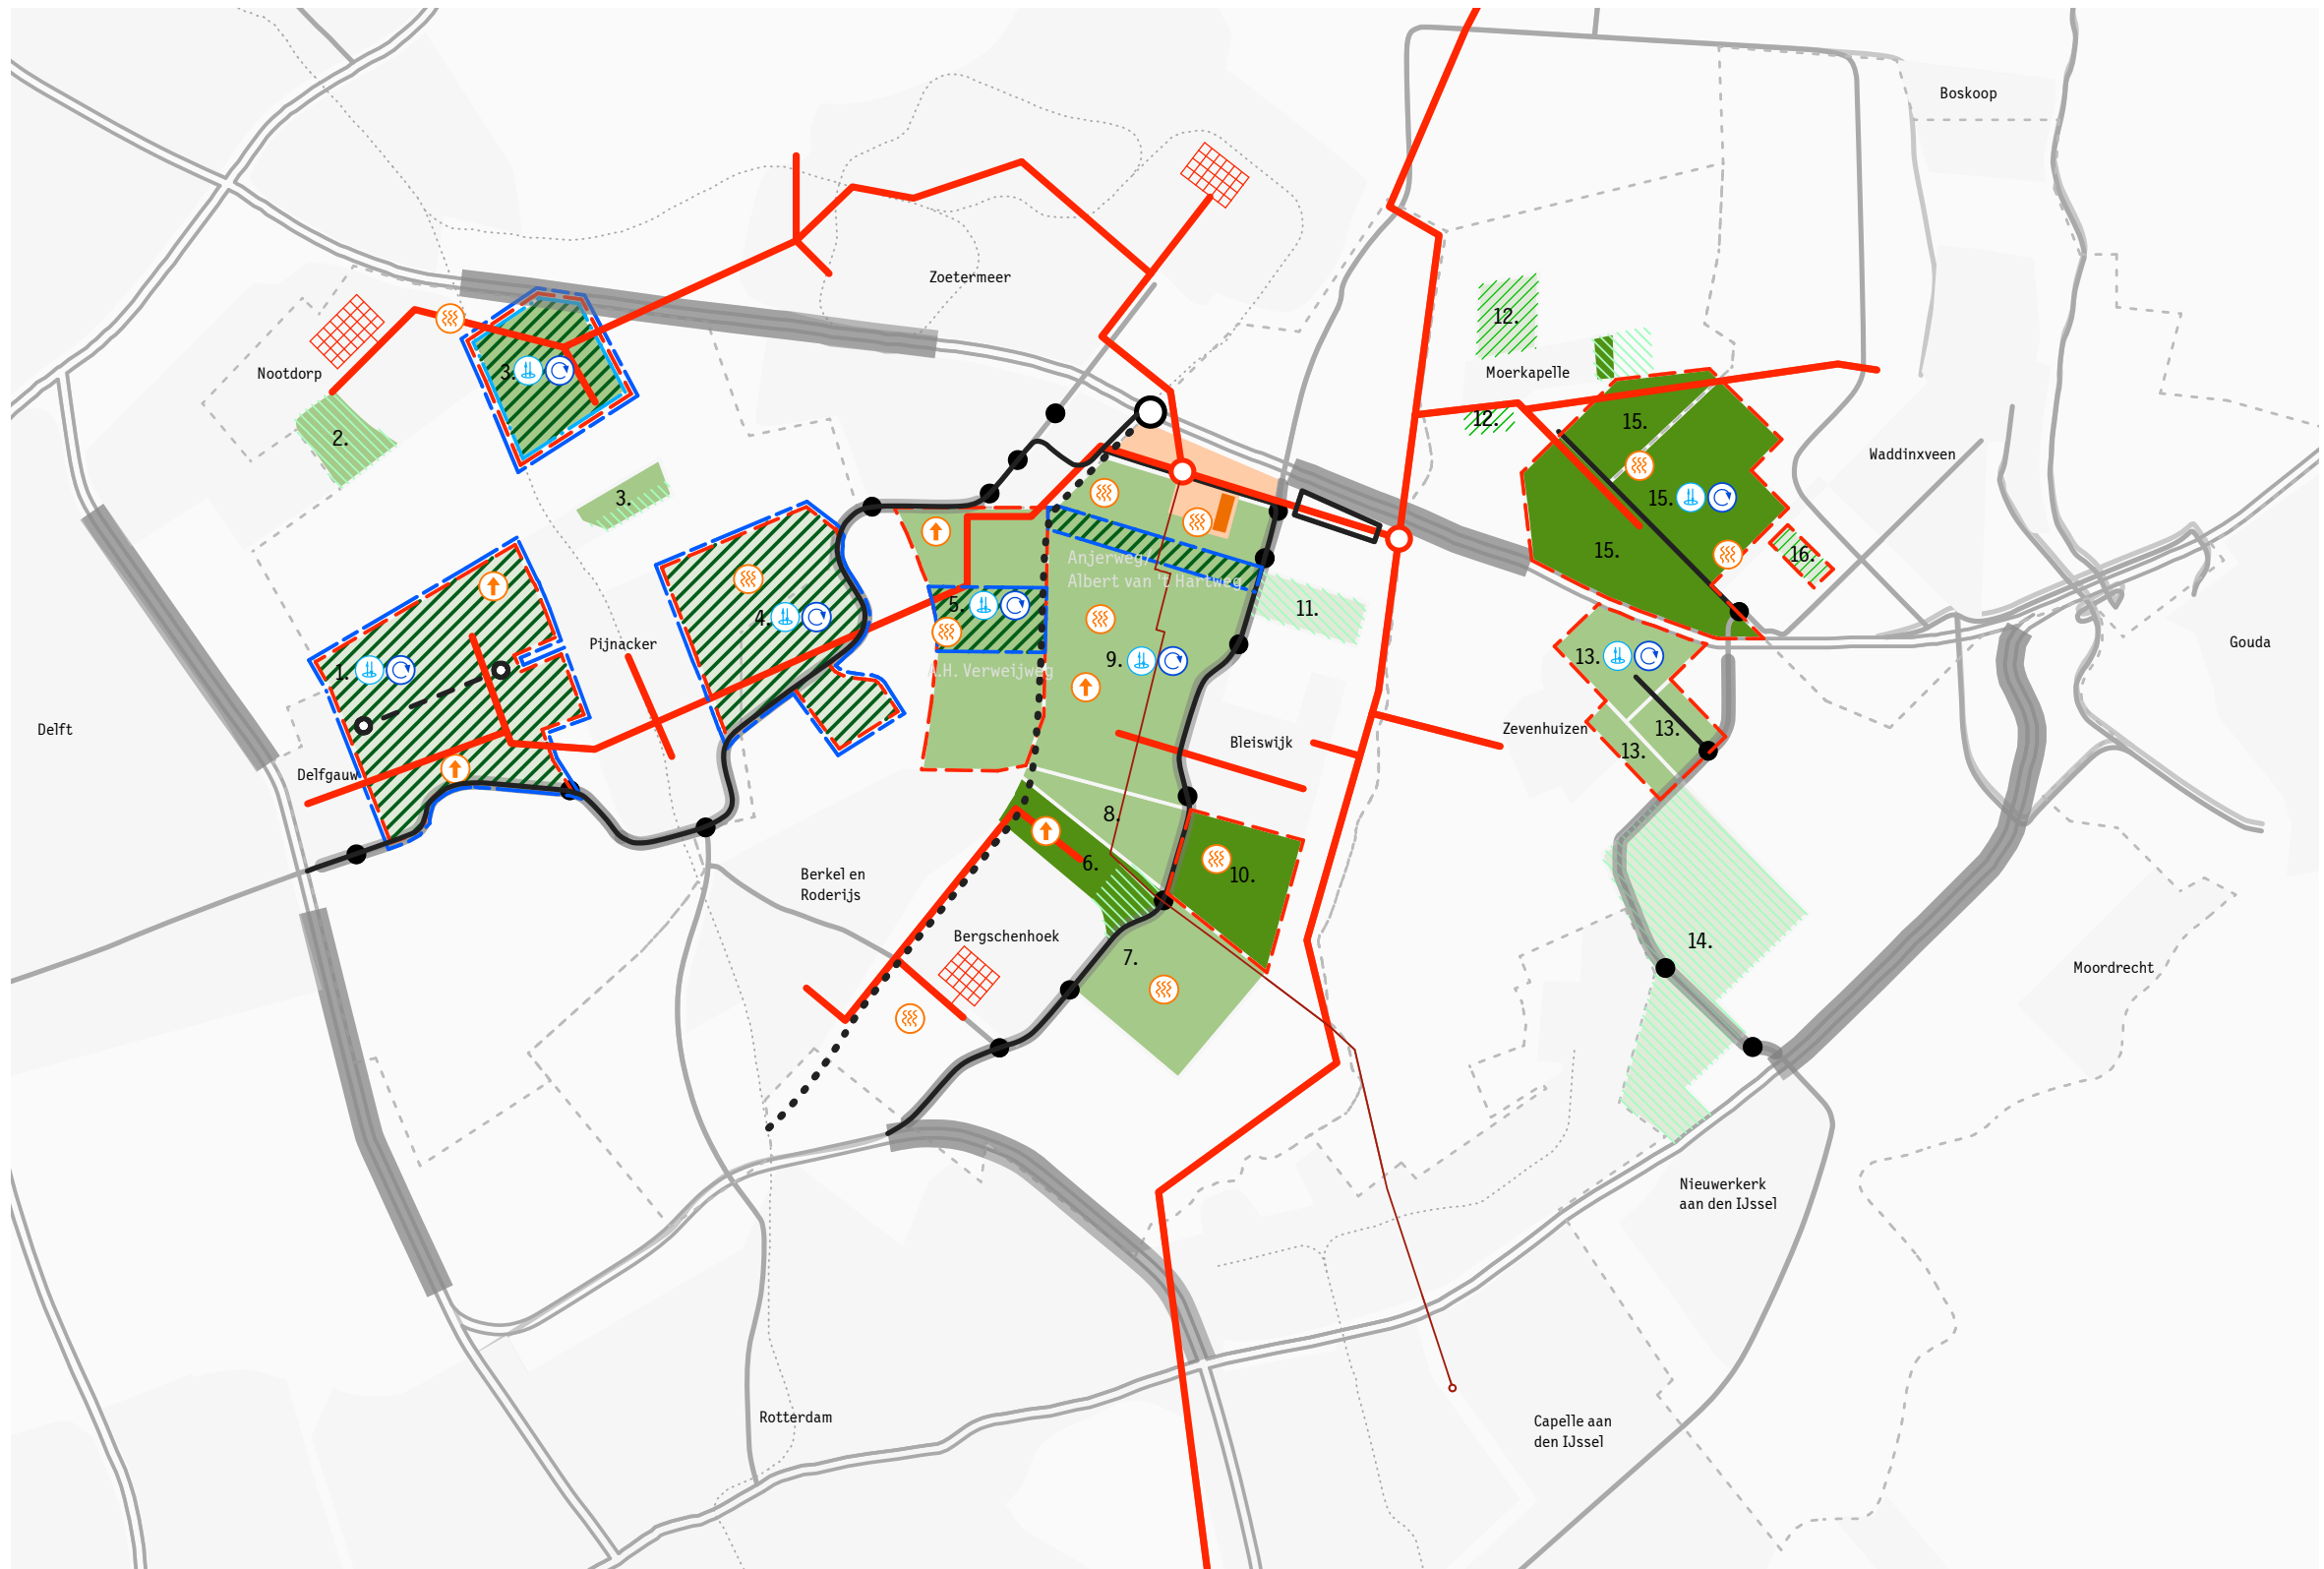 Boskoop
Zoetermeer
12.
Nootdorp
3.
Moerkapelle
12.
15.
2.
Waddinxveen
3.
15.
15.
16.
Anjerweg/
Albert van 't Hartweg
5.
11.
4.
Pijnacker
Gouda
1.
9.
13.
A.H. Verweijweg
Delft
Zevenhuizen
13.
Bleiswijk
13.
Delfgauw
8.
6.
10.
Berkel en
Roderijs
Bergschenhoek
14.
7.
Moordrecht
Nieuwerkerk
aan den IJssel
Rotterdam
Capelle aan
den IJssel